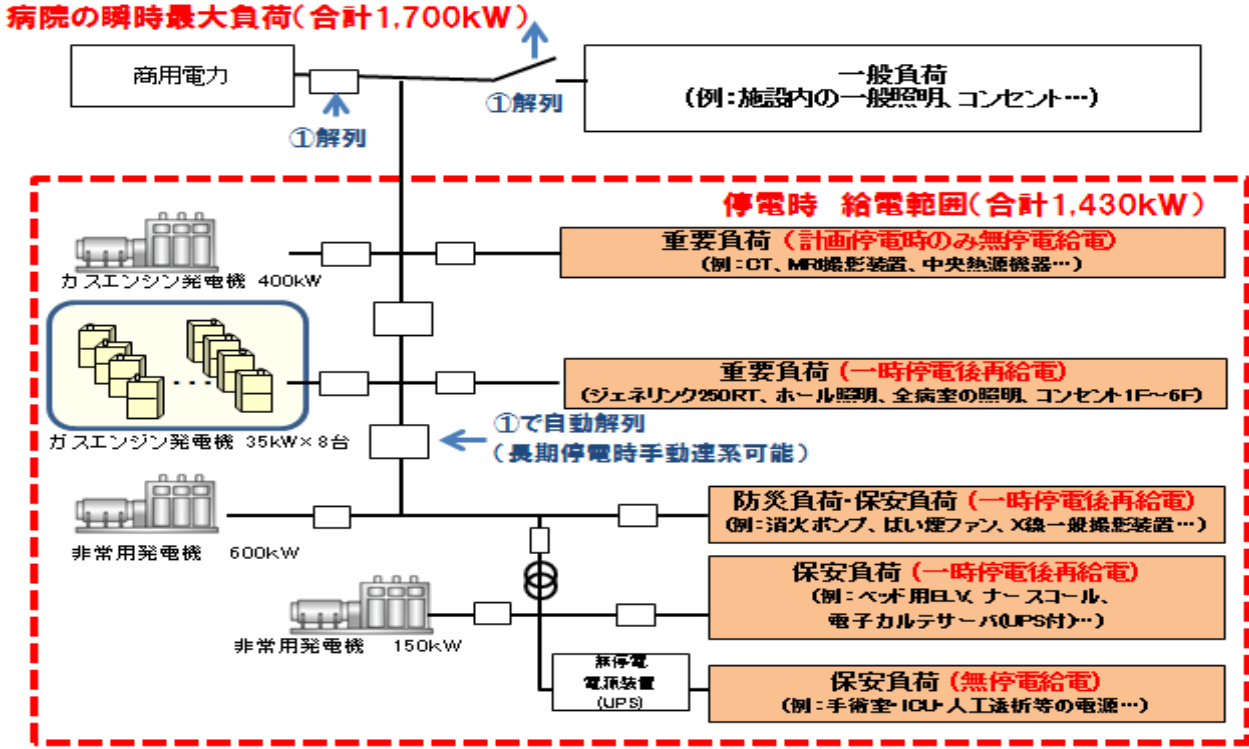 病院の瞬時最大負荷(合計1,700kW)
商用電力
①解列
①解列
一般負荷
(例:施設内の一般照明、コンセント…)
停電時 給電範囲(合計1,430kW)
ガスエンジン発電機 400kW
重要負荷(計画停電時のみ無停電給電)
(例:CT、MRI撮影装置、中央熱源機器…)
・・・
ガスエンジン発電機 35kW×8台
重要負荷(一時停電後再給電)
(ジェネリンク250RT、ホール照明、全病室の照明、コンセント1F~6F)
①で自動解列
(長期停電時手動連系可能)
非常用発電機 600kW
防災負荷・保安負荷(一時停電後再給電)
(例:消火ポンプ、ばい煙ファン、X線一般撮影装置…)
非常用発電機 150kW
保安負荷(一時停電後再給電)
(例:ベッド用ELV、ナースコール、
電子カルテサーバ(UPS付)…)
無停電
電源装置
(UPS)
保安負荷(無停電給電)
(例:手術室・ICU・人工透析等の電源…)